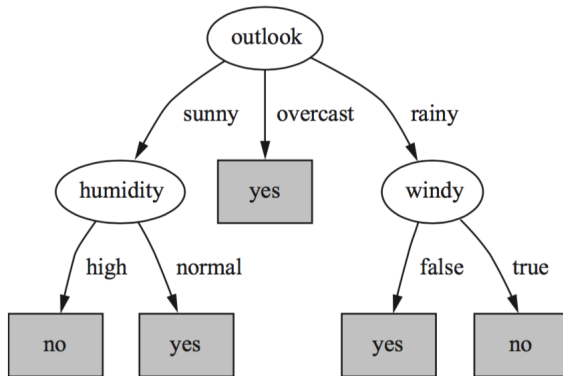 outlook
sunny overcast rainy
humidity yes windy
high normal false true
no yes yes no